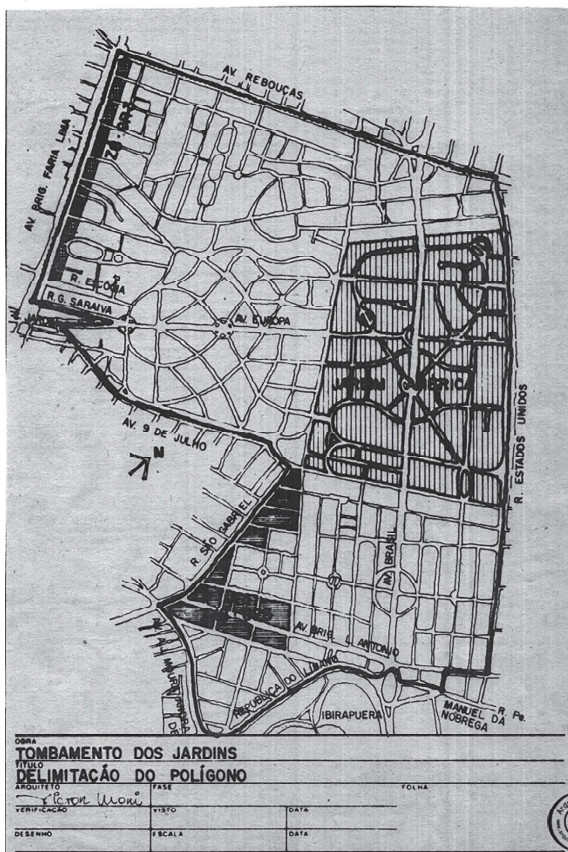 AV. REBOUÇAS
AV. BRIG. FARIA LIMA
R. ESCÓCIA
R.G. SARAIVA
AV. EUROPA
AV. 9 DE JULHO
N
R. ESTADOS UNIDOS
R SÃO GABRIEL
AV. BRASIL
AV. BRIG. L. ANTONIO
REPUBLICA DO LIBANO
IBIRAPUERA
MANUEL DA
NOBREGA
OBRA
TOMBAMENTO DOS JARDINS
TÍTULO
DELIMITAÇÃO DO POLÍGONO
ARQUITETO
FASE
FOLHA
VERIFICAÇÃO
VISTO
DATA
DESENHO
ESCALA
DATA